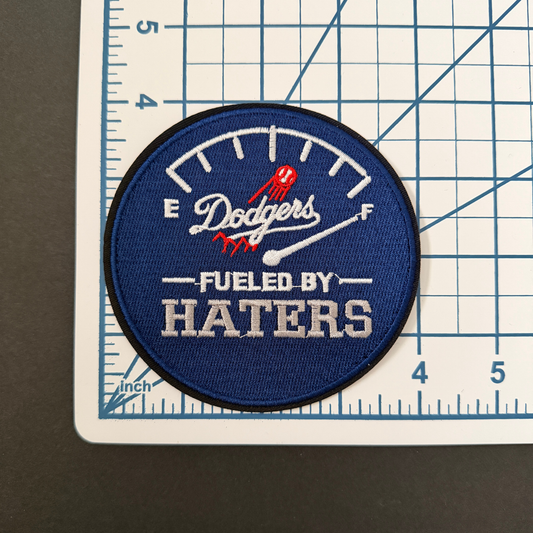 5
4
E F
Dodgers
FUELED BY
HATERS
inch
4 5